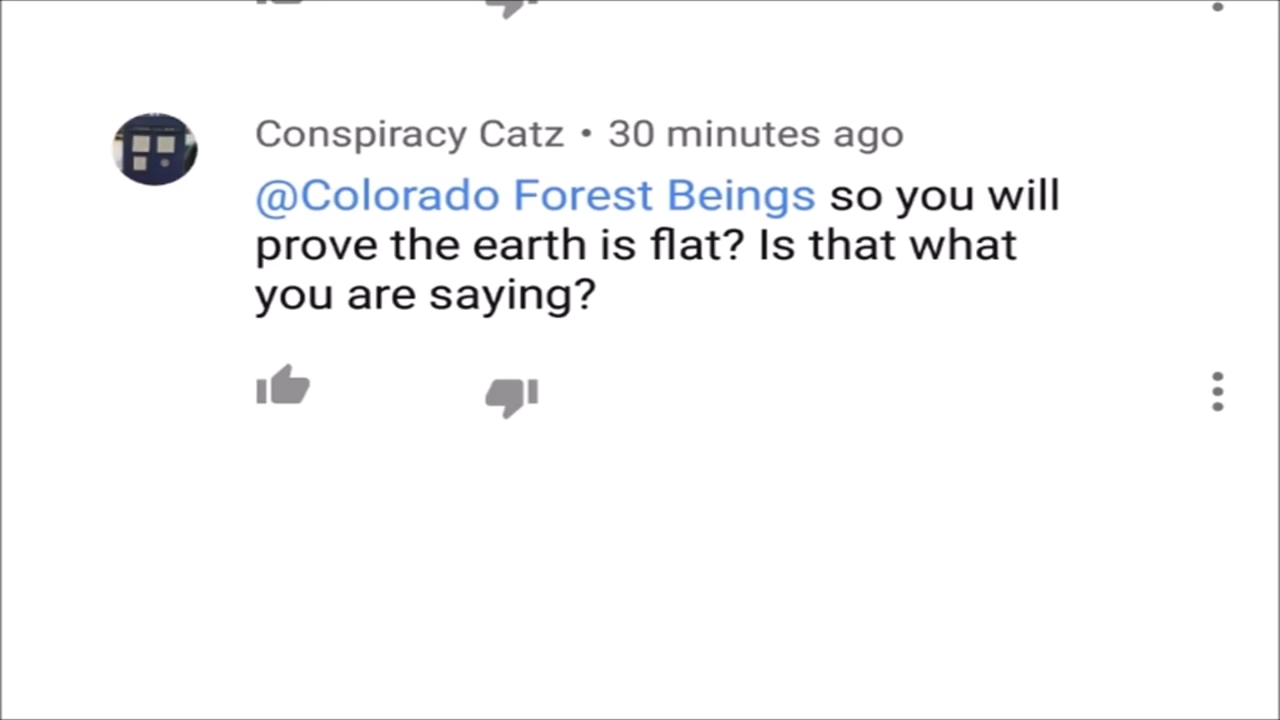 Conspiracy Catz • 30 minutes ago
@Colorado Forest Beings so you will
prove the earth is flat? Is that what
you are saying?